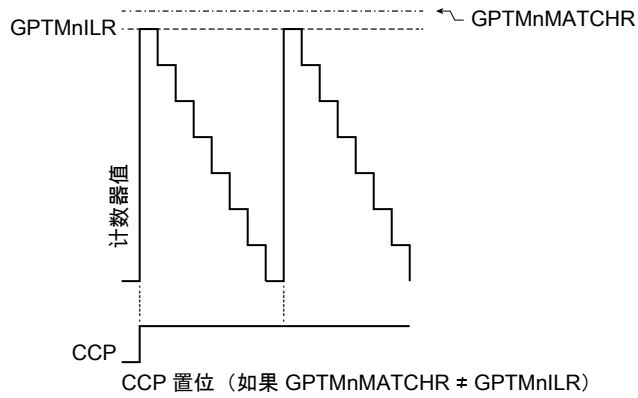 GPTMnMATCHR
GPTMnILR
计数器值
CCP
CCP 置位（如果 GPTMnMATCHR ≠ GPTMnILR）